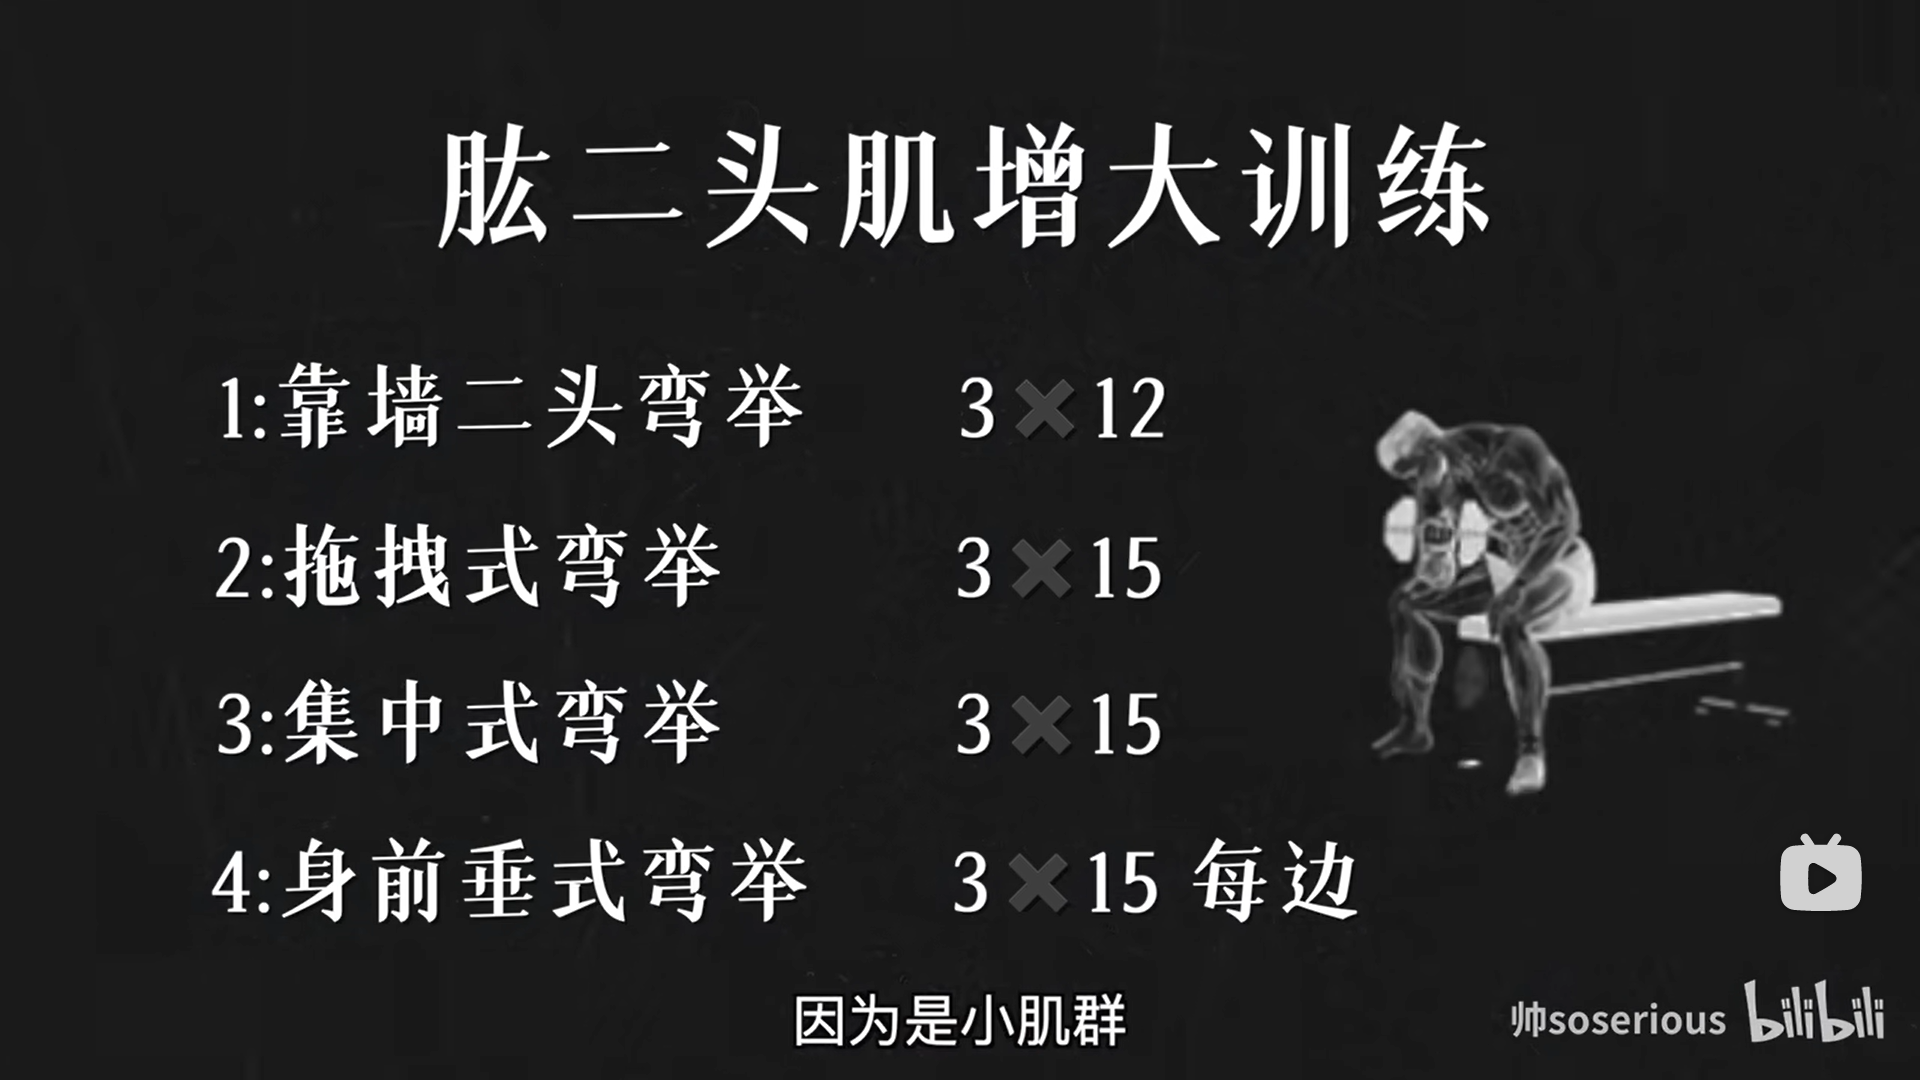 肱二头肌增大训练
1:靠墙二头弯举 3✖12
2:拖拽式弯举 3✖15
3:集中式弯举 3✖15
4:身前垂式弯举 3✖15 每边
因为是小肌群
帅soserious bilibili